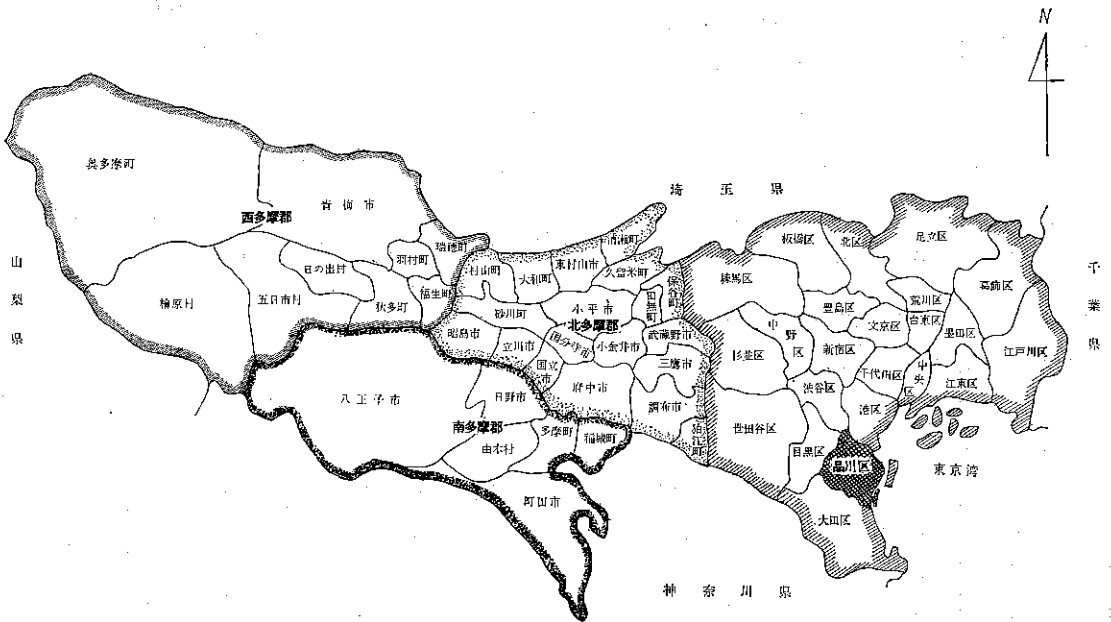 N
埼玉県
山梨県
千葉県
神奈川県
東京湾
奥多摩町
西多摩郡
青梅市
瑞穂町
羽村町
日の出村
檜原村
五日市町
秋多町
福生町
村山町
大和町
東村山市
清瀬町
久留米町
保谷町
田無町
砂川町
小平市
北多摩郡
昭島市
立川市
国分寺市
小金井市
武蔵野市
三鷹市
国立市
府中市
調布市
狛江町
八王子市
日野市
南多摩郡
多摩町
稲城町
由木村
町田市
板橋区
北区
足立区
練馬区
豊島区
荒川区
葛飾区
中野区
文京区
台東区
墨田区
杉並区
新宿区
千代田区
中央区
江東区
江戸川区
渋谷区
港区
世田谷区
目黒区
品川区
大田区